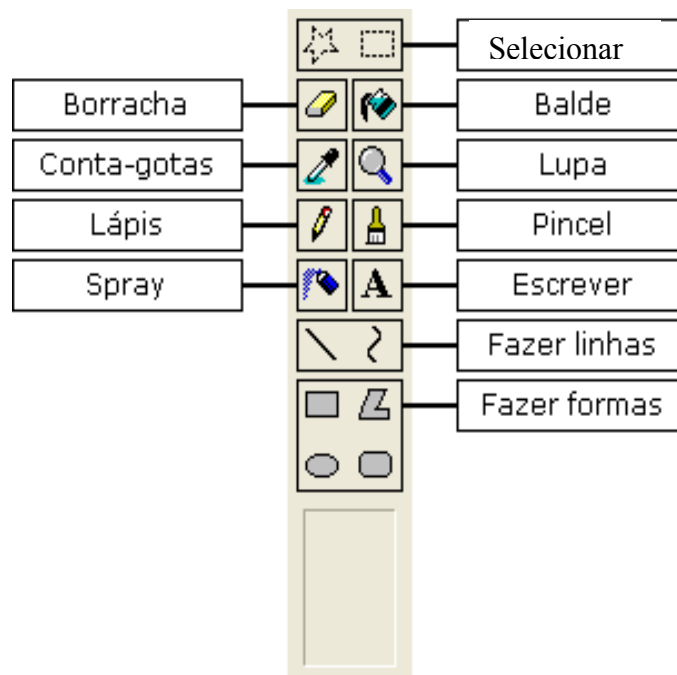 Selecionar
Borracha
Balde
Conta-gotas
Lupa
Lápis
Pincel
Spray
A
Escrever
Fazer linhas
Fazer formas